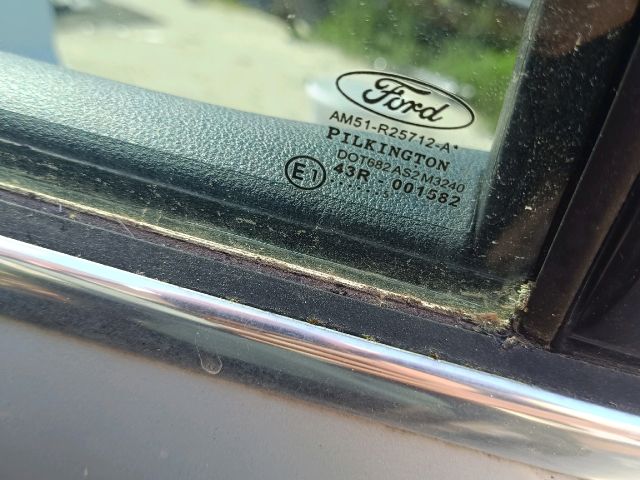 Ford
AM51-R25712-A*
PILKINGTON
DOT682 AS2 M3240
E1
43R - 001582